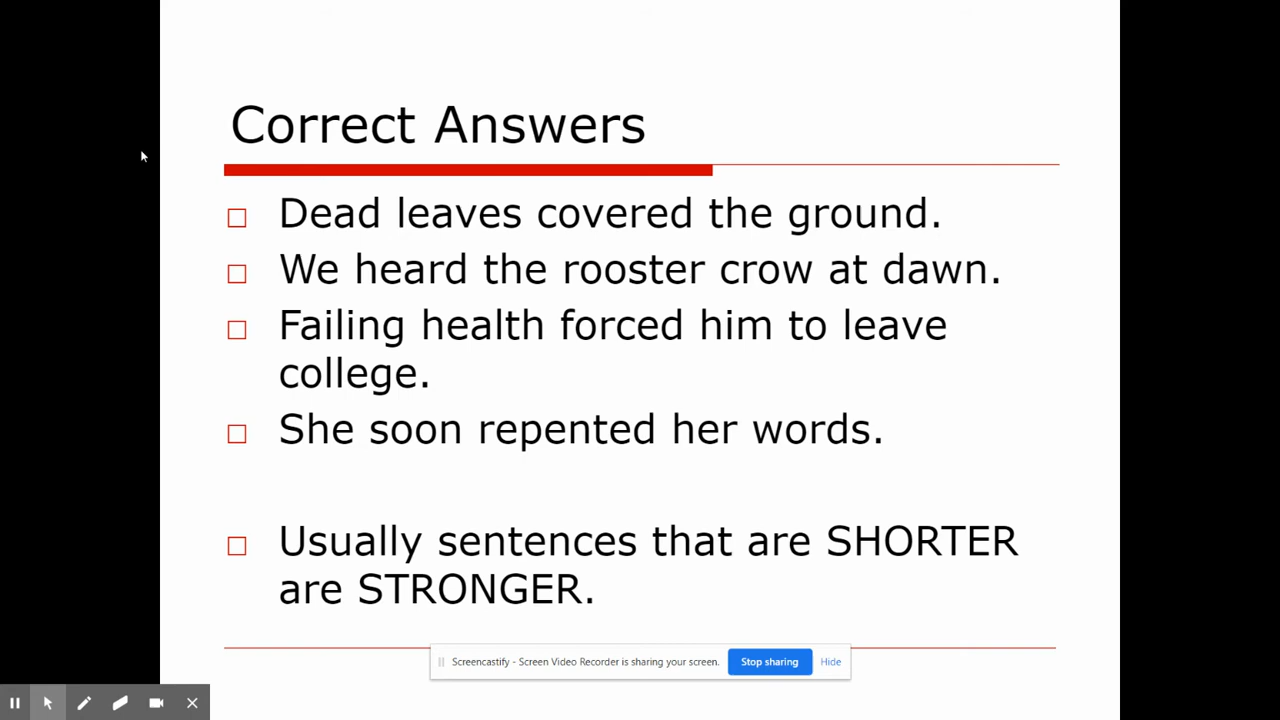 Correct Answers
Dead leaves covered the ground.
We heard the rooster crow at dawn.
Failing health forced him to leave
college.
She soon repented her words.
Usually sentences that are SHORTER
are STRONGER.
Screencastify - Screen Video Recorder is sharing your screen. Stop sharing Hide